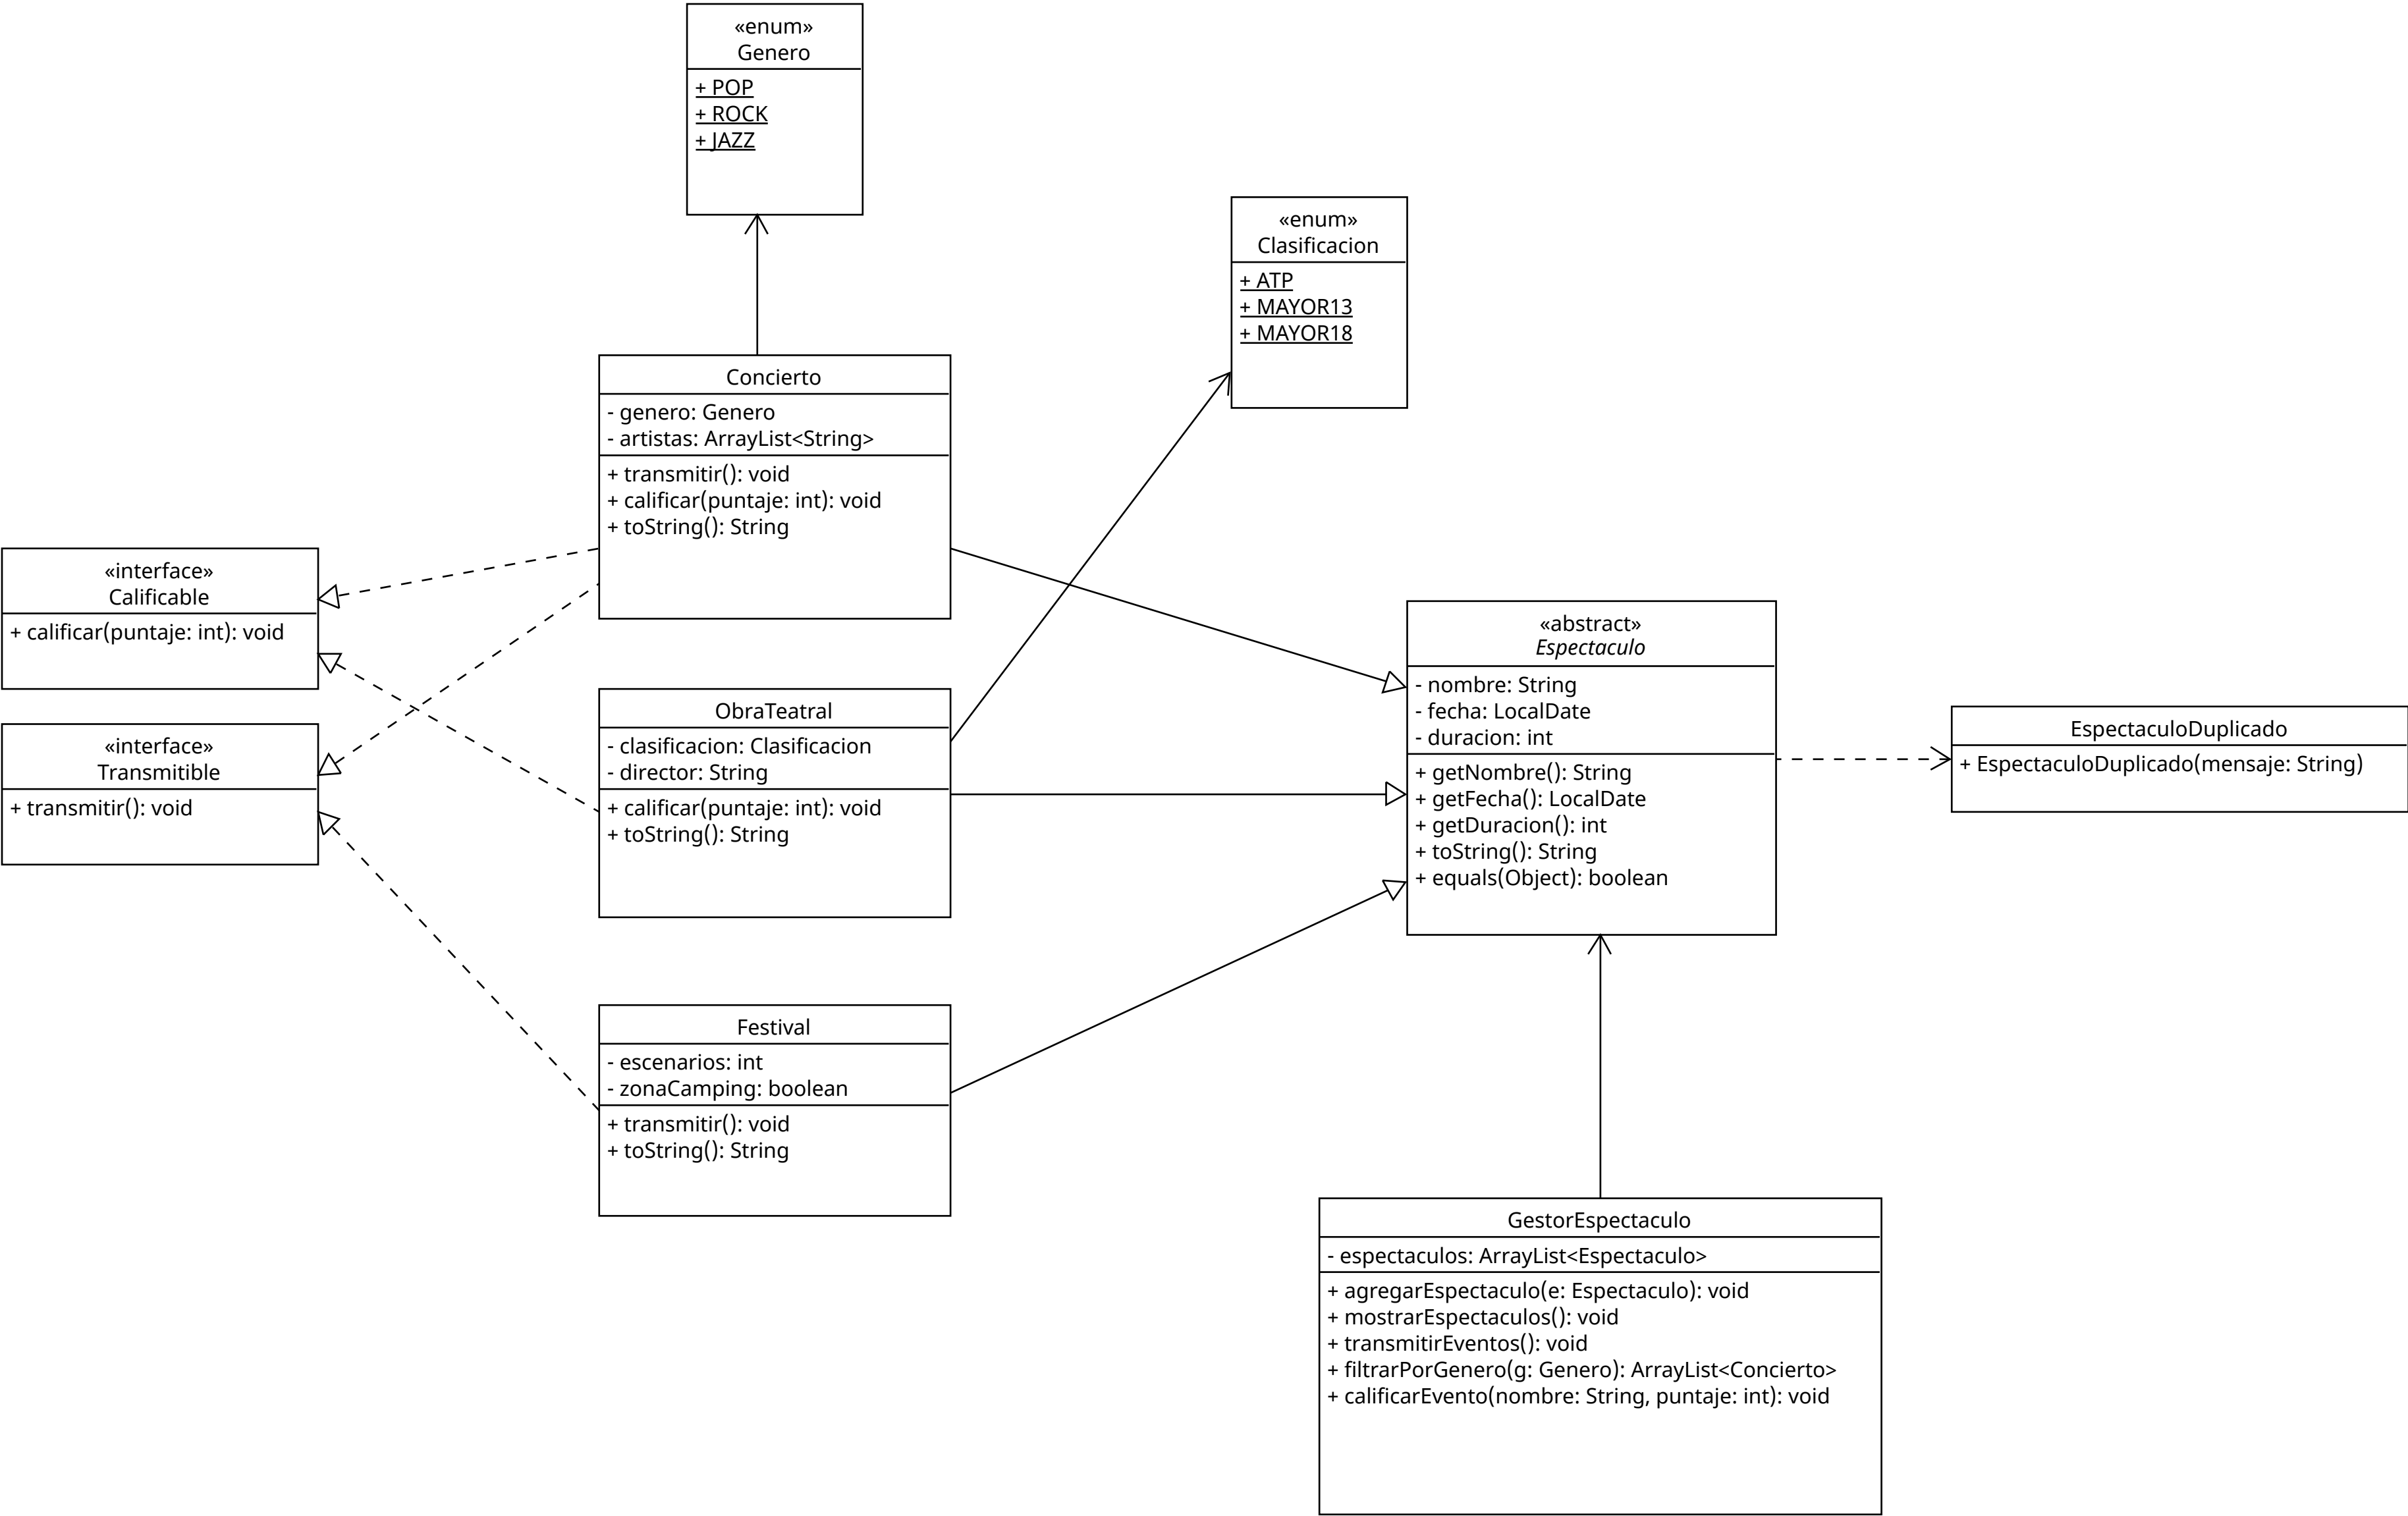 «enum»
Genero
+ POP
+ ROCK
+ JAZZ
«enum»
Clasificacion
+ ATP
+ MAYOR13
+ MAYOR18
Concierto
- genero: Genero
- artistas: ArrayList<String>
+ transmitir(): void
+ calificar(puntaje: int): void
+ toString(): String
«interface»
Calificable
+ calificar(puntaje: int): void
«interface»
Transmitible
+ transmitir(): void
ObraTeatral
- clasificacion: Clasificacion
- director: String
+ calificar(puntaje: int): void
+ toString(): String
«abstract»
Espectaculo
- nombre: String
- fecha: LocalDate
- duracion: int
+ getNombre(): String
+ getFecha(): LocalDate
+ getDuracion(): int
+ toString(): String
+ equals(Object): boolean
EspectaculoDuplicado
+ EspectaculoDuplicado(mensaje: String)
Festival
- escenarios: int
- zonaCamping: boolean
+ transmitir(): void
+ toString(): String
GestorEspectaculo
- espectaculos: ArrayList<Espectaculo>
+ agregarEspectaculo(e: Espectaculo): void
+ mostrarEspectaculos(): void
+ transmitirEventos(): void
+ filtrarPorGenero(g: Genero): ArrayList<Concierto>
+ calificarEvento(nombre: String, puntaje: int): void